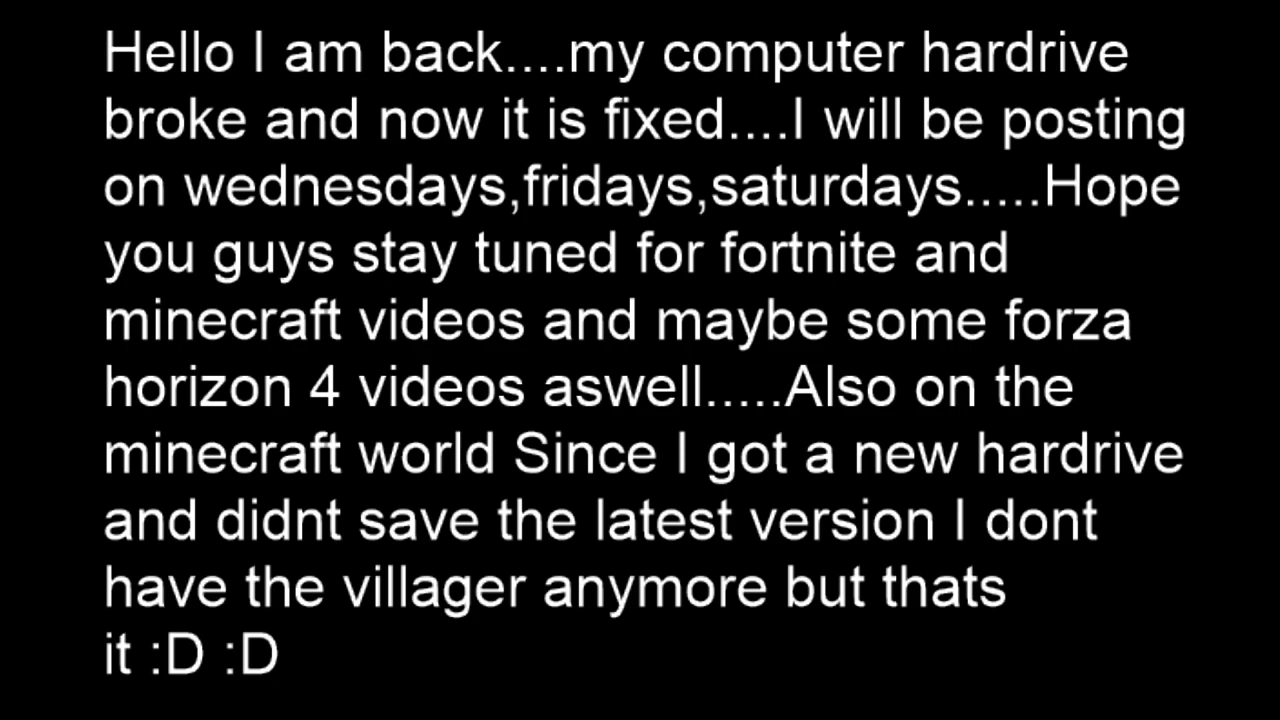 Hello I am back....my computer hardrive
broke and now it is fixed....I will be posting
on wednesdays,fridays,saturdays.....Hope
you guys stay tuned for fortnite and
minecraft videos and maybe some forza
horizon 4 videos aswell.....Also on the
minecraft world Since I got a new hardrive
and didnt save the latest version I dont
have the villager anymore but thats
it :D :D